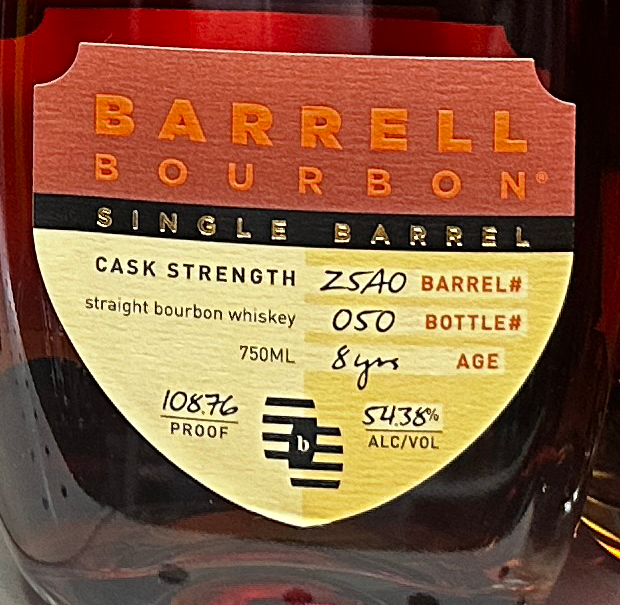 BARRELL
BOURBON®
SINGLE BARREL
CASK STRENGTH Z5A0 BARREL#
straight bourbon whiskey 050 BOTTLE#
750ML 8 yrs AGE
108.76 PROOF
b
54.38% ALC/VOL